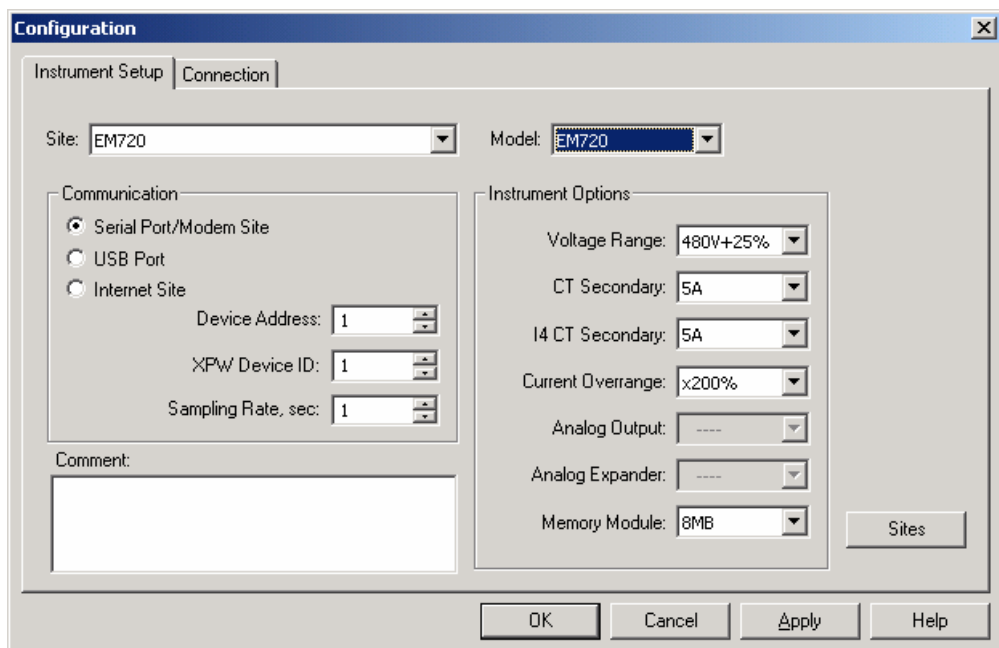 Configuration
Instrument Setup
Connection
Site: EM720
Model: EM720
Communication
Serial Port/Modem Site
USB Port
Internet Site
Device Address: 1
XPW Device ID: 1
Sampling Rate, sec: 1
Comment:
Instrument Options
Voltage Range: 480V+25%
CT Secondary: 5A
I4 CT Secondary: 5A
Current Overrange: x200%
Analog Output: ----
Analog Expander: ----
Memory Module: 8MB
Sites
OK
Cancel
Apply
Help